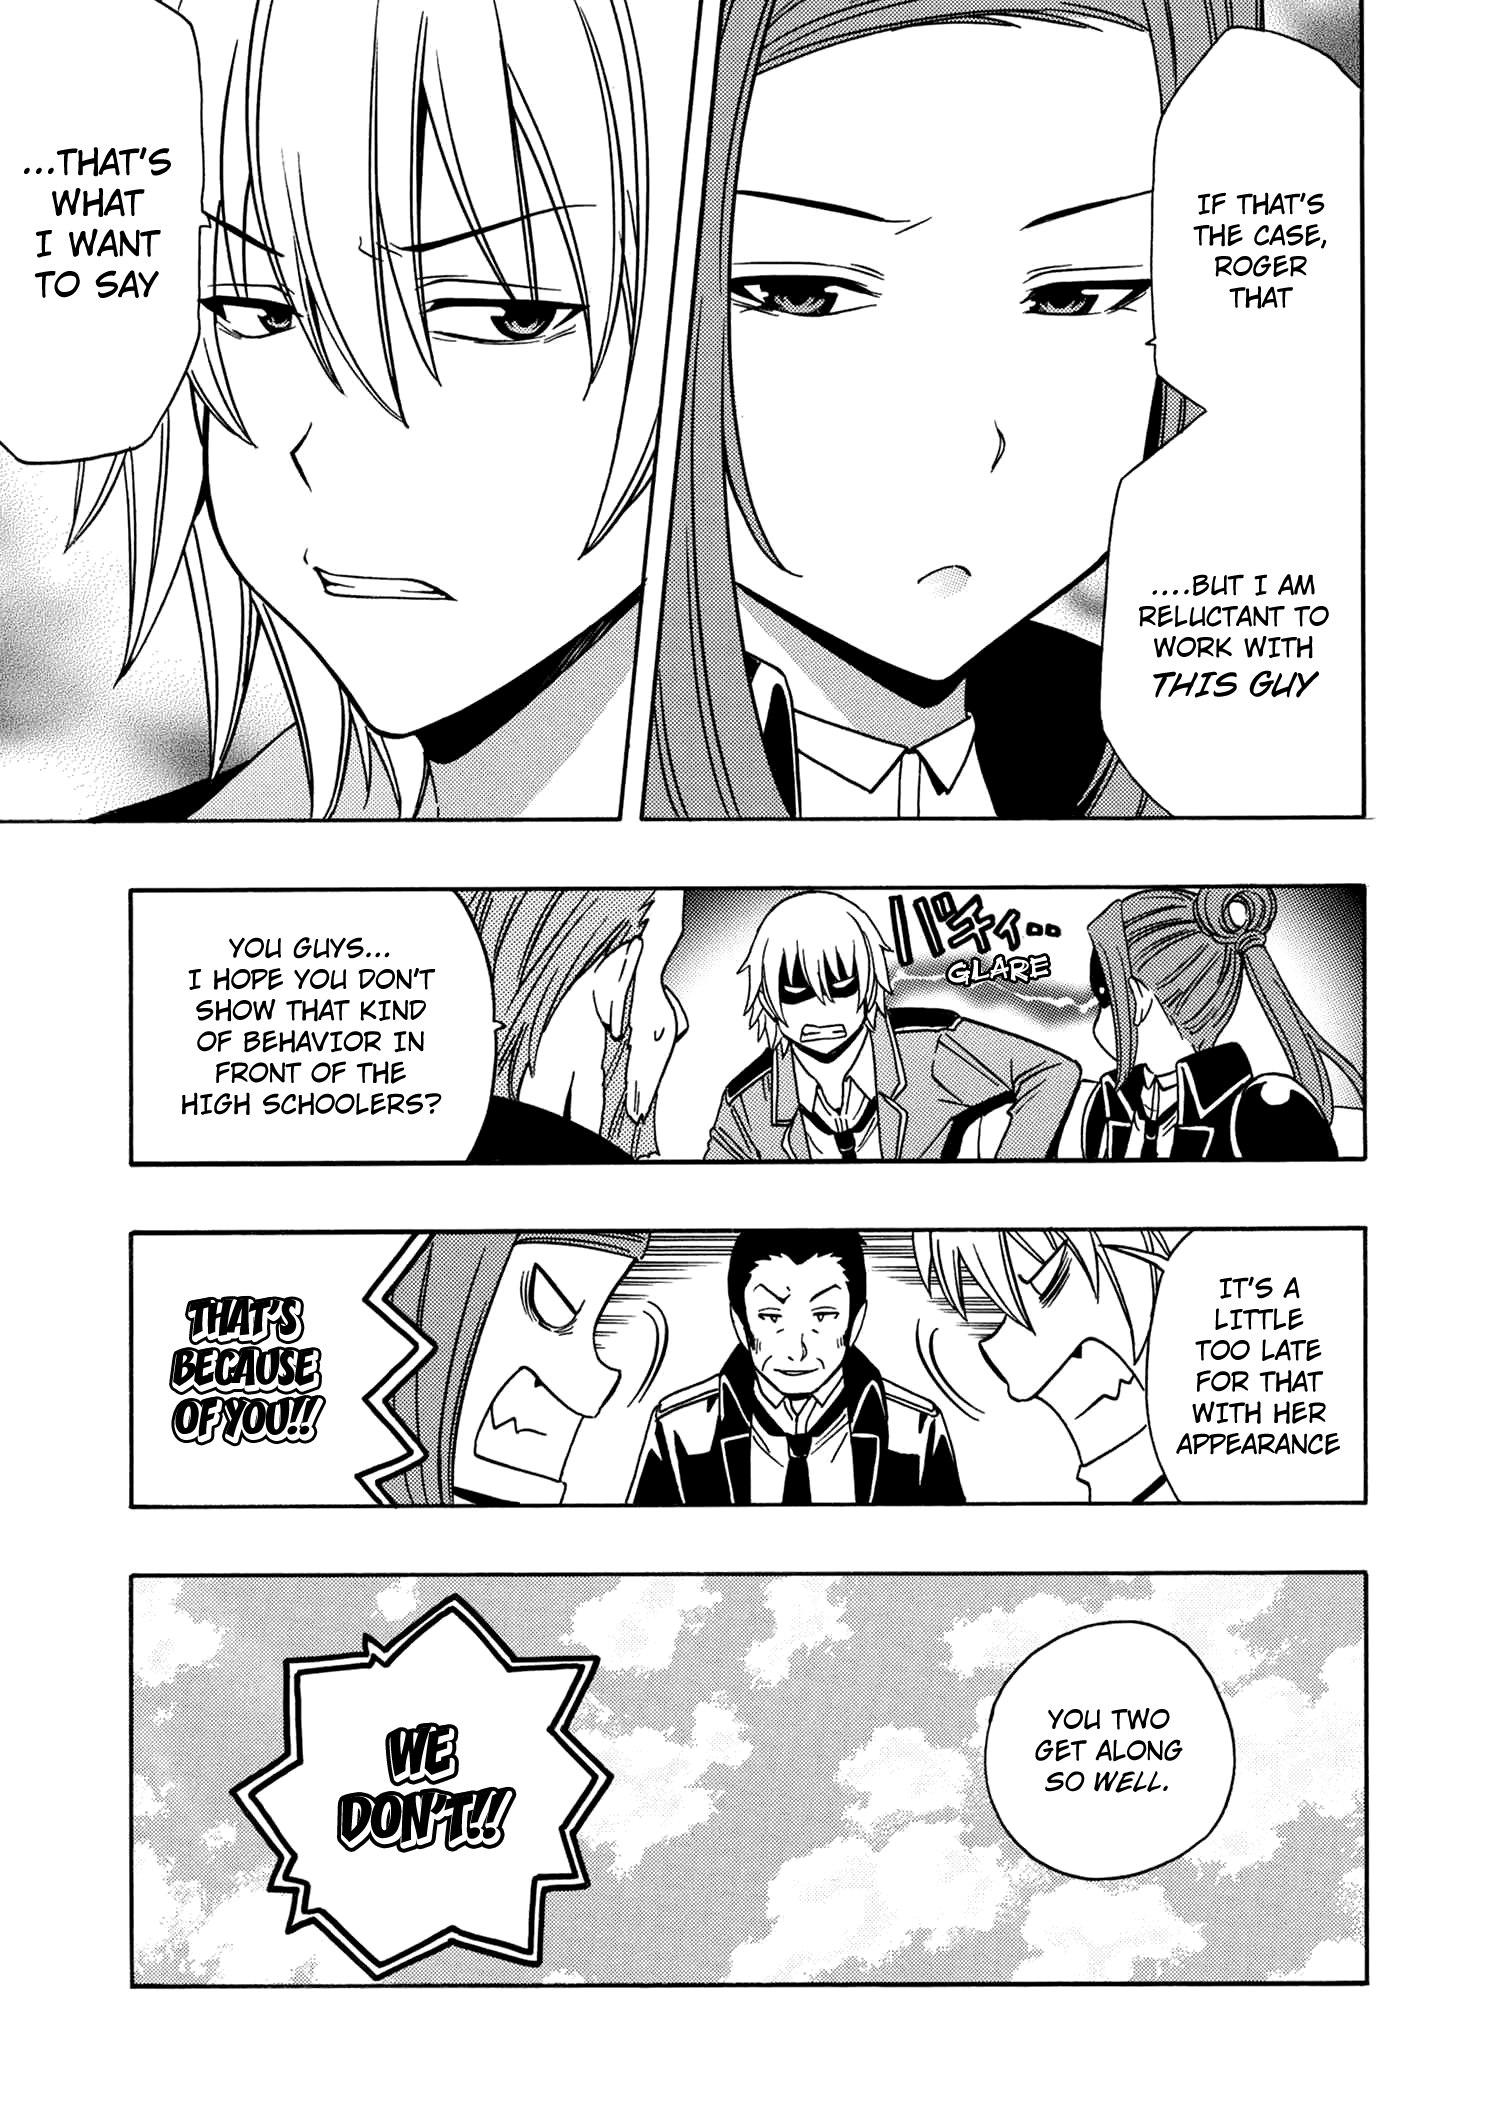 IF THAT'S
THE CASE,
ROGER
THAT
....BUT I AM
RELUCTANT TO
WORK WITH
THIS GUY
...THAT'S
WHAT
I WANT
TO SAY
バチィ・・
GLARE
YOU GUYS...
I HOPE YOU DON'T
SHOW THAT KIND
OF BEHAVIOR IN
FRONT OF THE
HIGH SCHOOLERS?
IT'S A
LITTLE
TOO LATE
FOR THAT
WITH HER
APPEARANCE
THAT'S
BECAUSE
OF YOU!!
YOU TWO
GET ALONG
SO WELL.
WE
DON'T!!